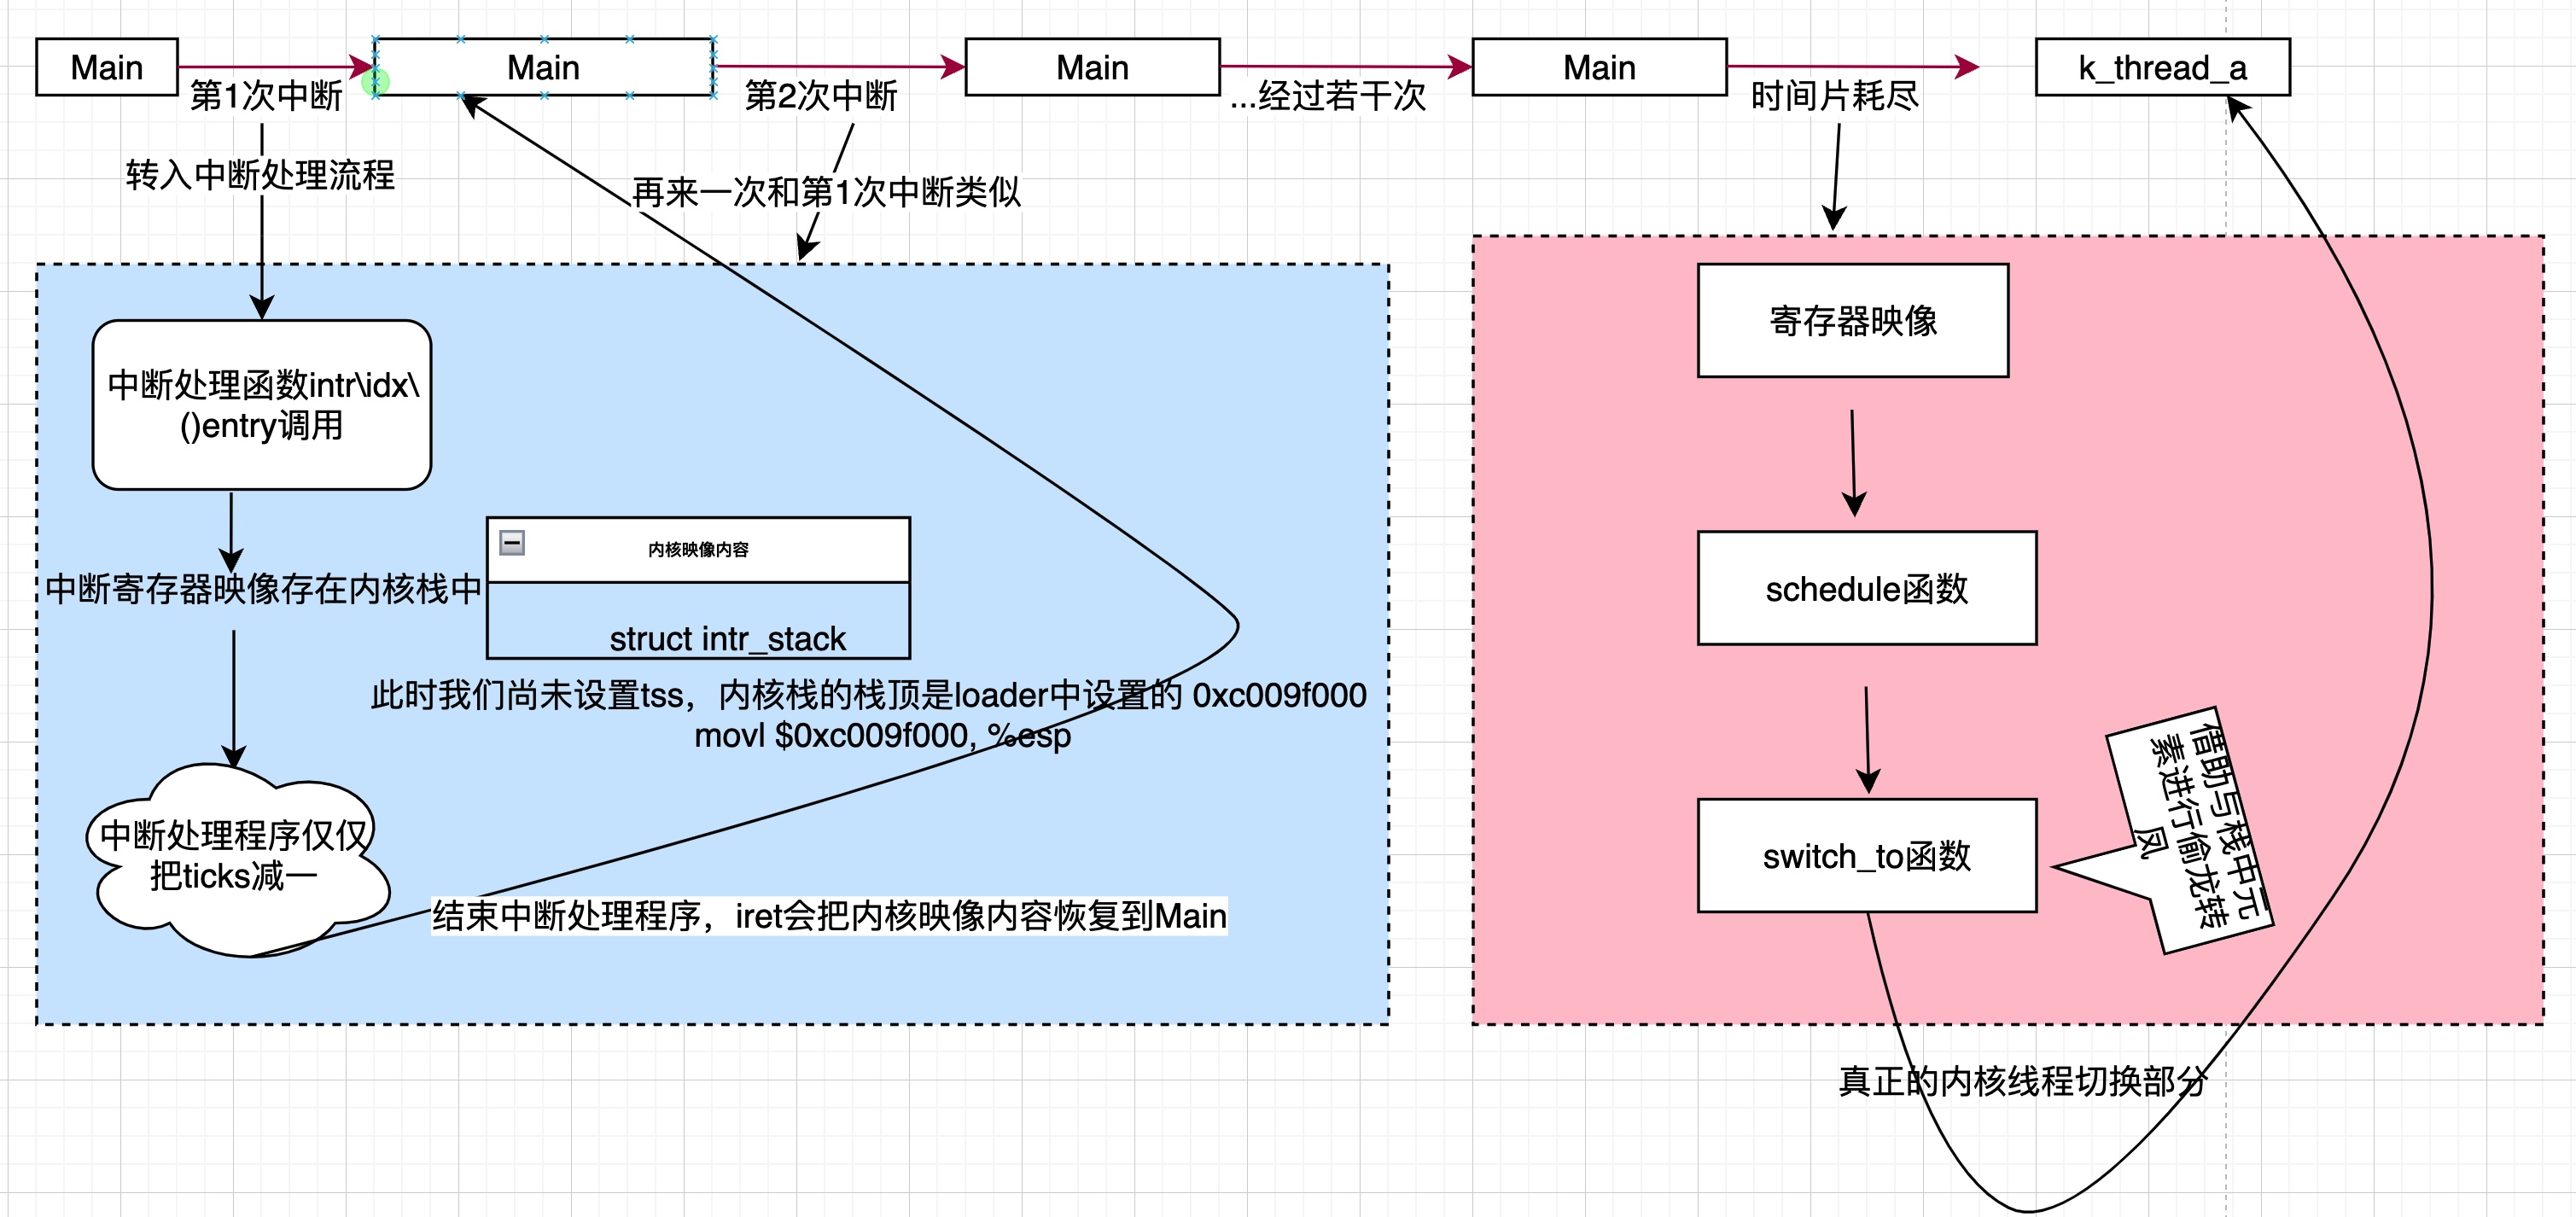 Main
Main
Main
Main
k_thread_a
第1次中断
第2次中断
...经过若干次
时间片耗尽
转入中断处理流程
再来一次和第1次中断类似
中断处理函数intr\idx\
()entry调用
中断寄存器映像存在内核栈中
内核映像内容
struct intr_stack
此时我们尚未设置tss，内核栈的栈顶是loader中设置的 0xc009f000
movl $0xc009f000, %esp
中断处理程序仅仅
把ticks减一
结束中断处理程序，iret会把内核映像内容恢复到Main
寄存器映像
schedule函数
switch_to函数
借助与栈中元
素进行偷龙转
凤
真正的内核线程切换部分